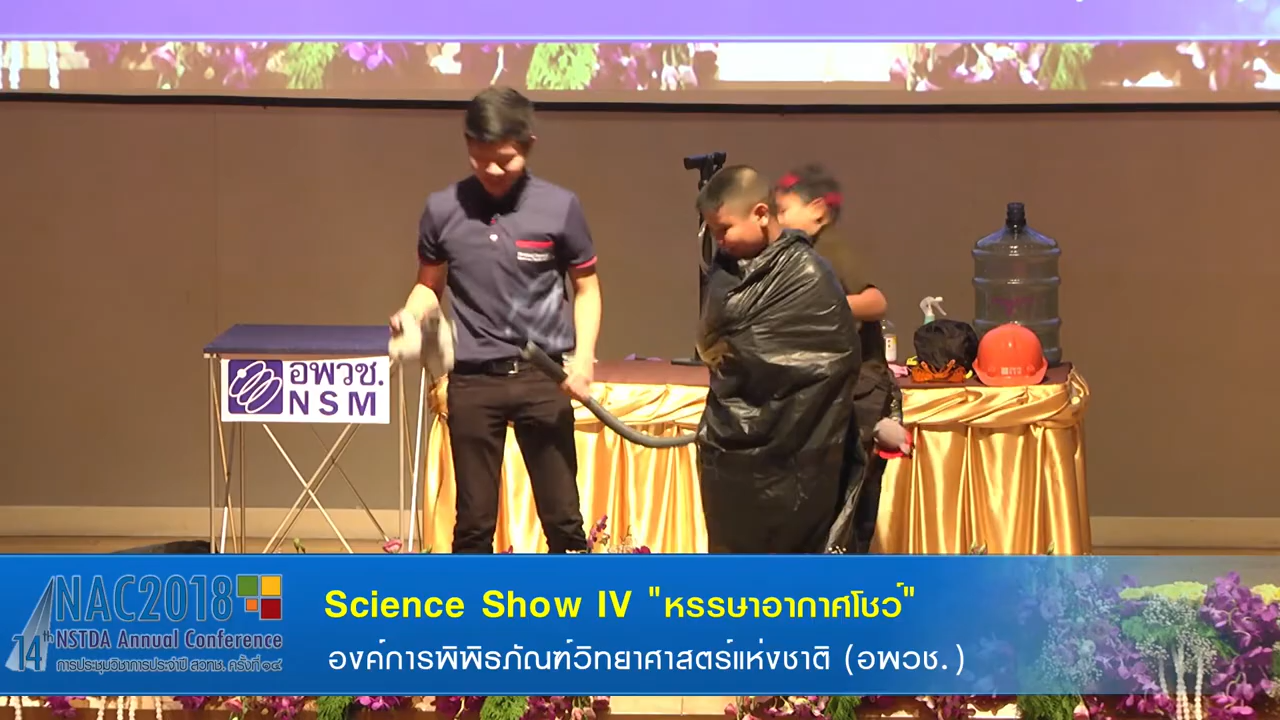 อพวช.
NSM
NAC2018
14th NSTDA Annual Conference
การประชุมวิชาการประจำปี สวทช. ครั้งที่ ๑๔
Science Show IV "หรรษาอากาศโชว์"
องค์การพิพิธภัณฑ์วิทยาศาสตร์แห่งชาติ (อพวช.)